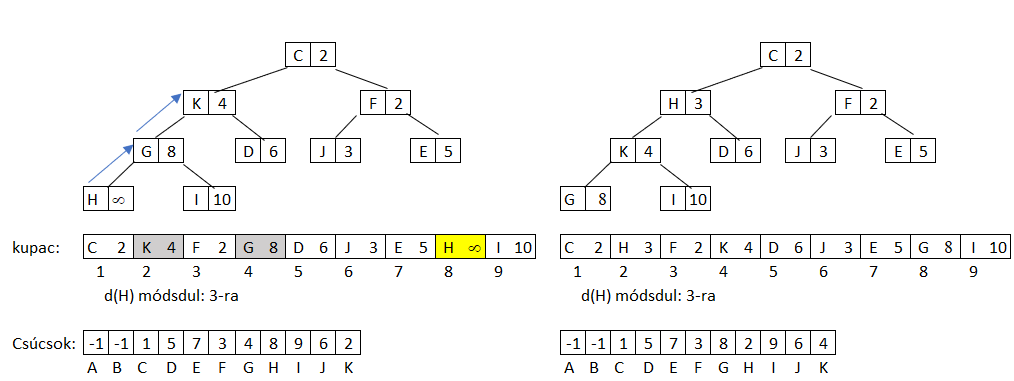 C 2 C 2
K 4 F 2 H 3 F 2
G 8 D 6 J 3 E 5 K 4 D 6 J 3 E 5
H ∞ I 10 G 8 I 10
kupac: C 2 K 4 F 2 G 8 D 6 J 3 E 5 H ∞ I 10 C 2 H 3 F 2 K 4 D 6 J 3 E 5 G 8 I 10
1 2 3 4 5 6 7 8 9 1 2 3 4 5 6 7 8 9
d(H) módsdul: 3-ra d(H) módsdul: 3-ra
Csúcsok: -1 -1 1 5 7 3 4 8 9 6 2 -1 -1 1 5 7 3 8 2 9 6 4
A B C D E F G H I J K A B C D E F G H I J K